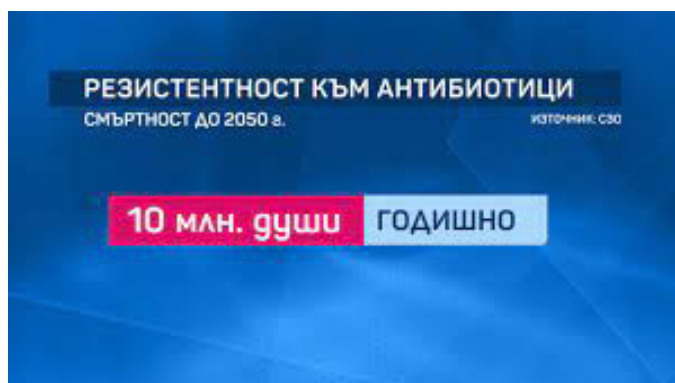 РЕЗИСТЕНТНОСТ КЪМ АНТИБИОТИЦИ
СМЪРТНОСТ ДО 2050 г.
ИЗТОЧНИК: СЗО
10 млн. души ГОДИШНО